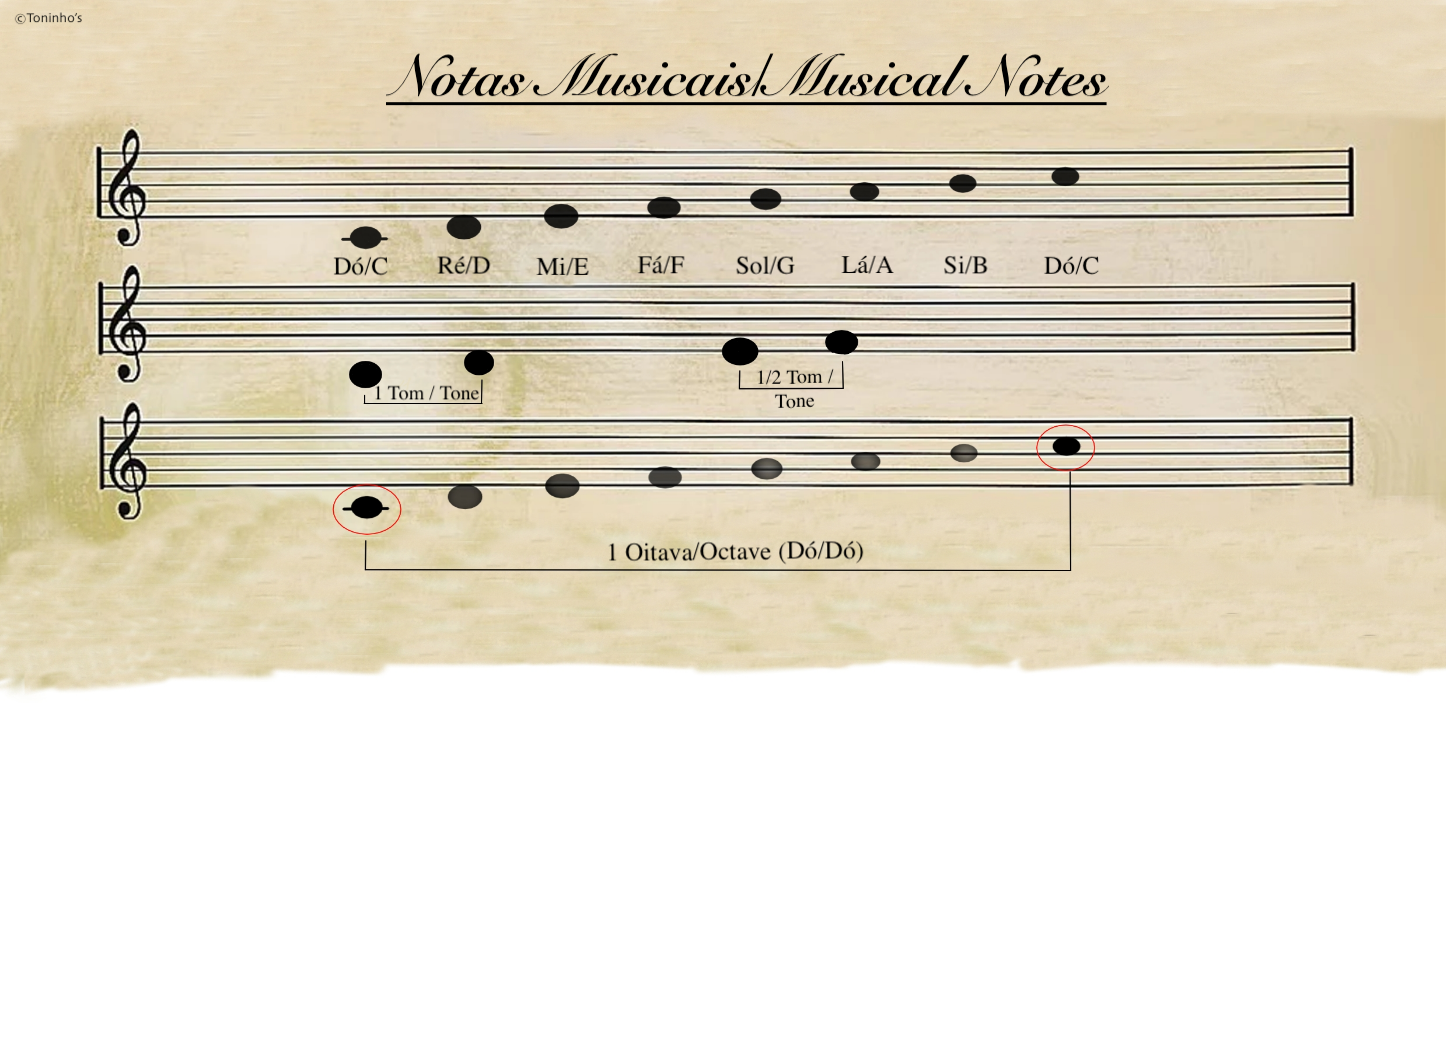 ©Toninho's
Notas Musicais/Musical Notes
Dó/C Ré/D Mi/E Fá/F Sol/G Lá/A Si/B Dó/C
1 Tom / Tone
1/2 Tom /
Tone
1 Oitava/Octave (Dó/Dó)